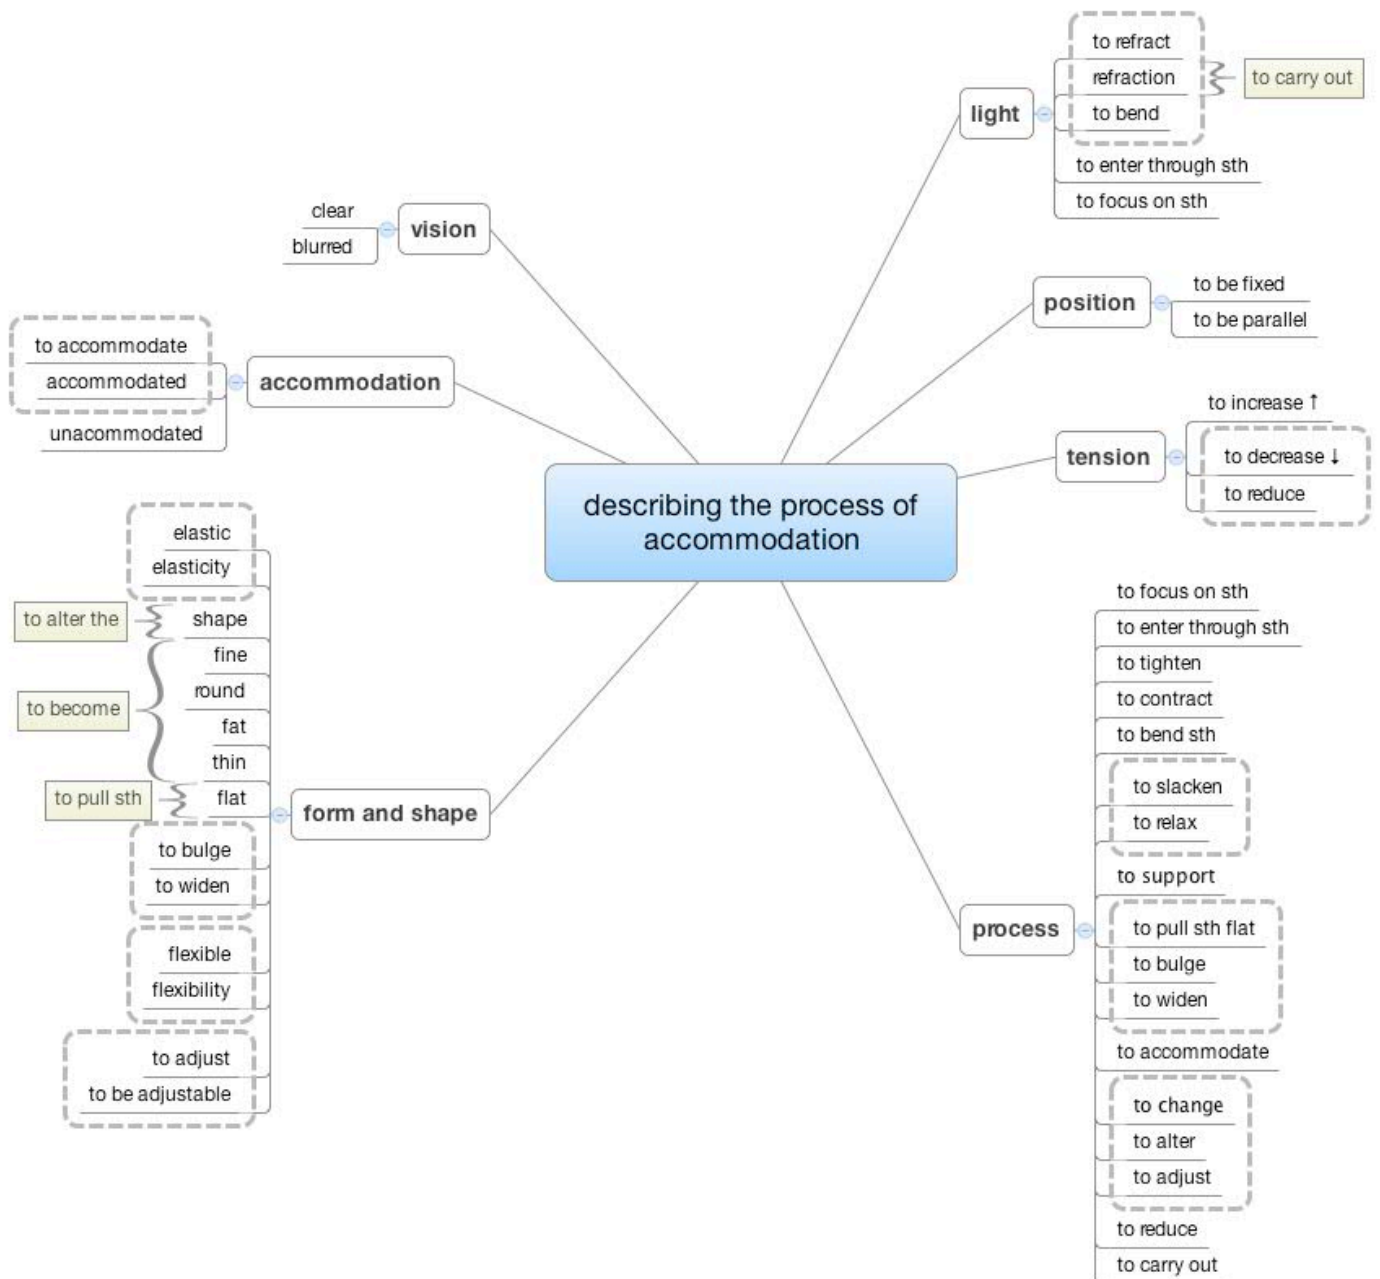 describing the process of
accommodation
light
to refract
refraction
to bend
to carry out
to enter through sth
to focus on sth
position
to be fixed
to be parallel
tension
to increase ↑
to decrease ↓
to reduce
process
to focus on sth
to enter through sth
to tighten
to contract
to bend sth
to slacken
to relax
to support
to pull sth flat
to bulge
to widen
to accommodate
to change
to alter
to adjust
to reduce
to carry out
vision
clear
blurred
accommodation
to accommodate
accommodated
unacommodated
form and shape
elastic
elasticity
to alter the
shape
to become
fine
round
fat
thin
to pull sth
flat
to bulge
to widen
flexible
flexibility
to adjust
to be adjustable